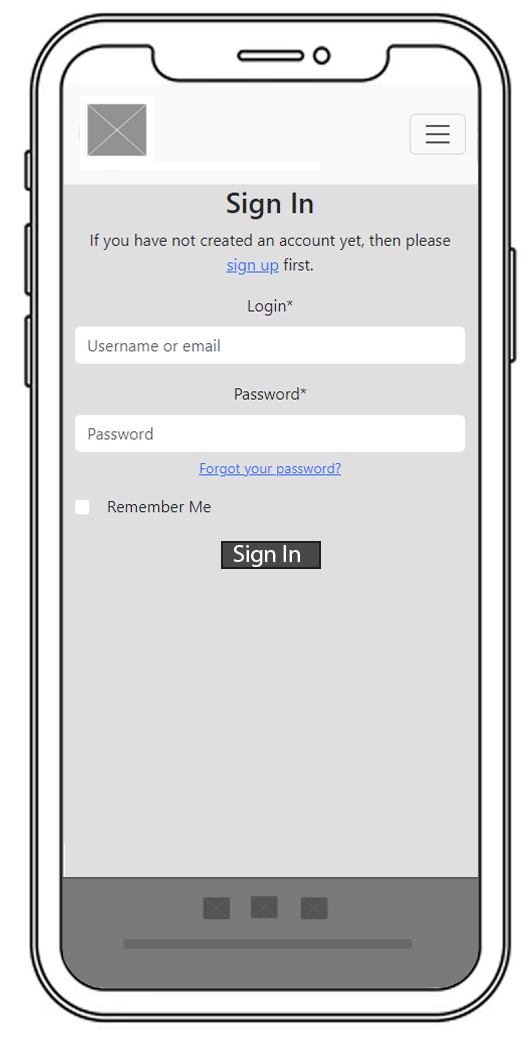 Sign In
If you have not created an account yet, then please
sign up first.
Login*
Username or email
Password*
Password
Forgot your password?
Remember Me
Sign In